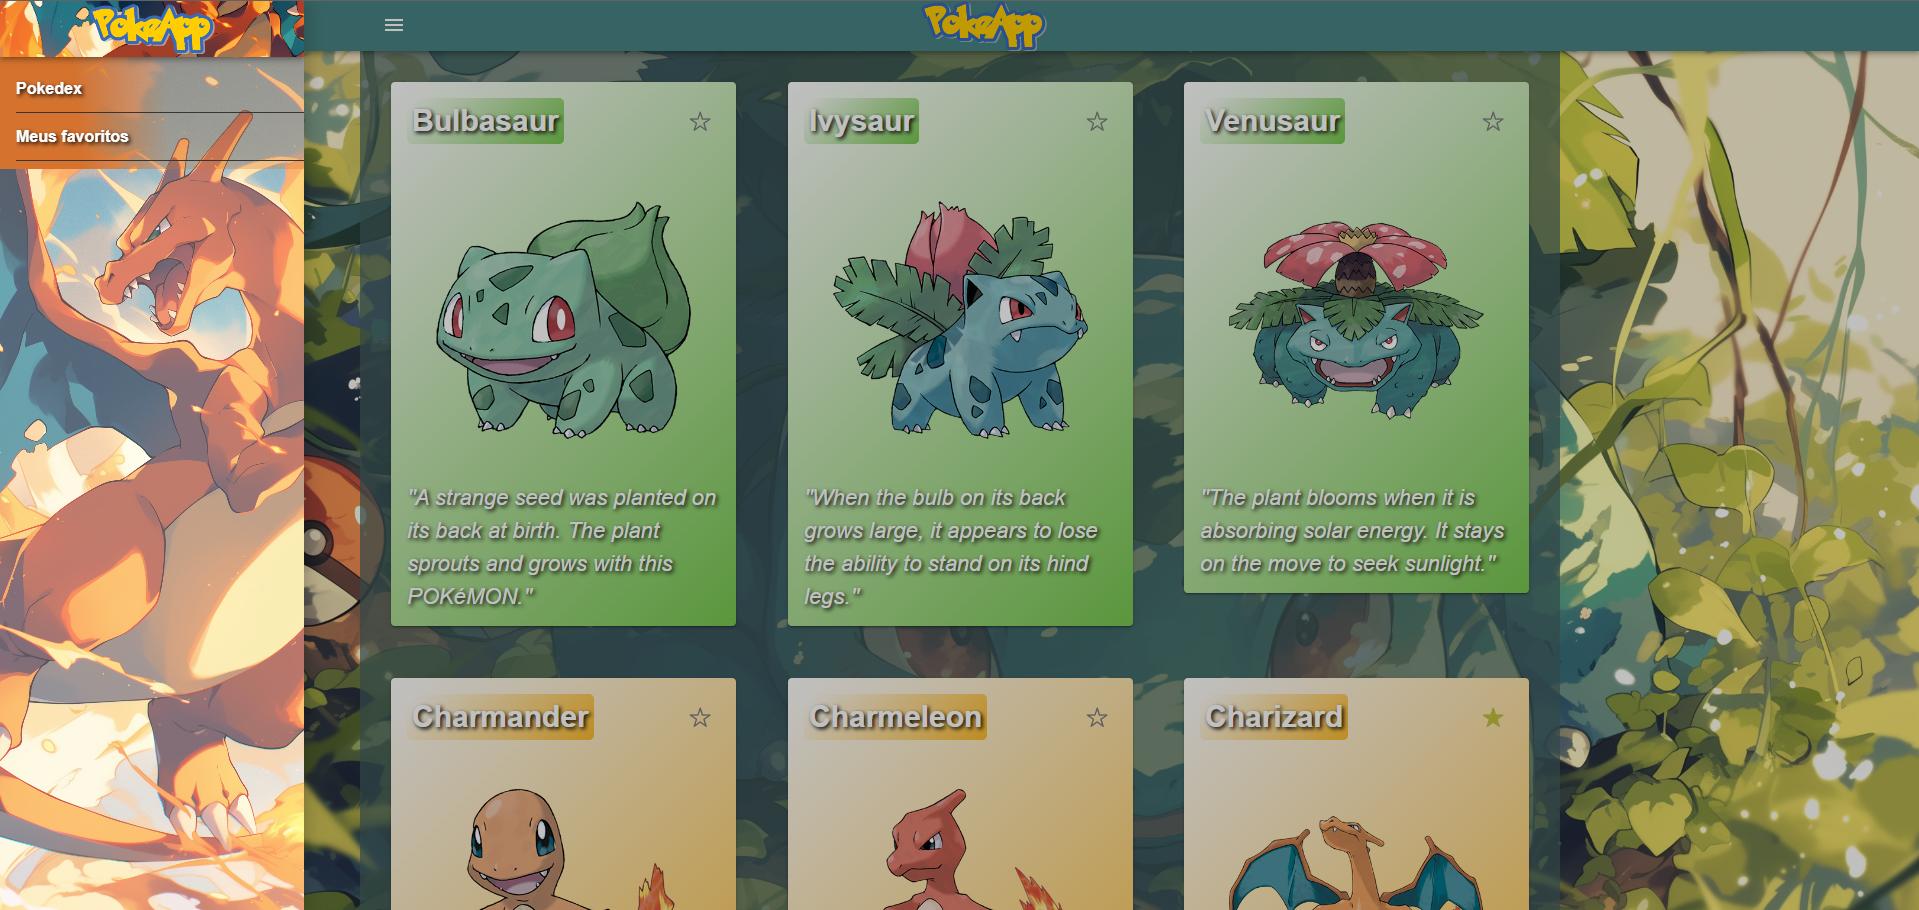 PokeApp
PokeApp
Pokedex
Meus favoritos
Bulbasaur
"A strange seed was planted on
its back at birth. The plant
sprouts and grows with this
POKéMON."
Ivysaur
"When the bulb on its back
grows large, it appears to lose
the ability to stand on its hind
legs."
Venusaur
"The plant blooms when it is
absorbing solar energy. It stays
on the move to seek sunlight."
Charmander
Charmeleon
Charizard